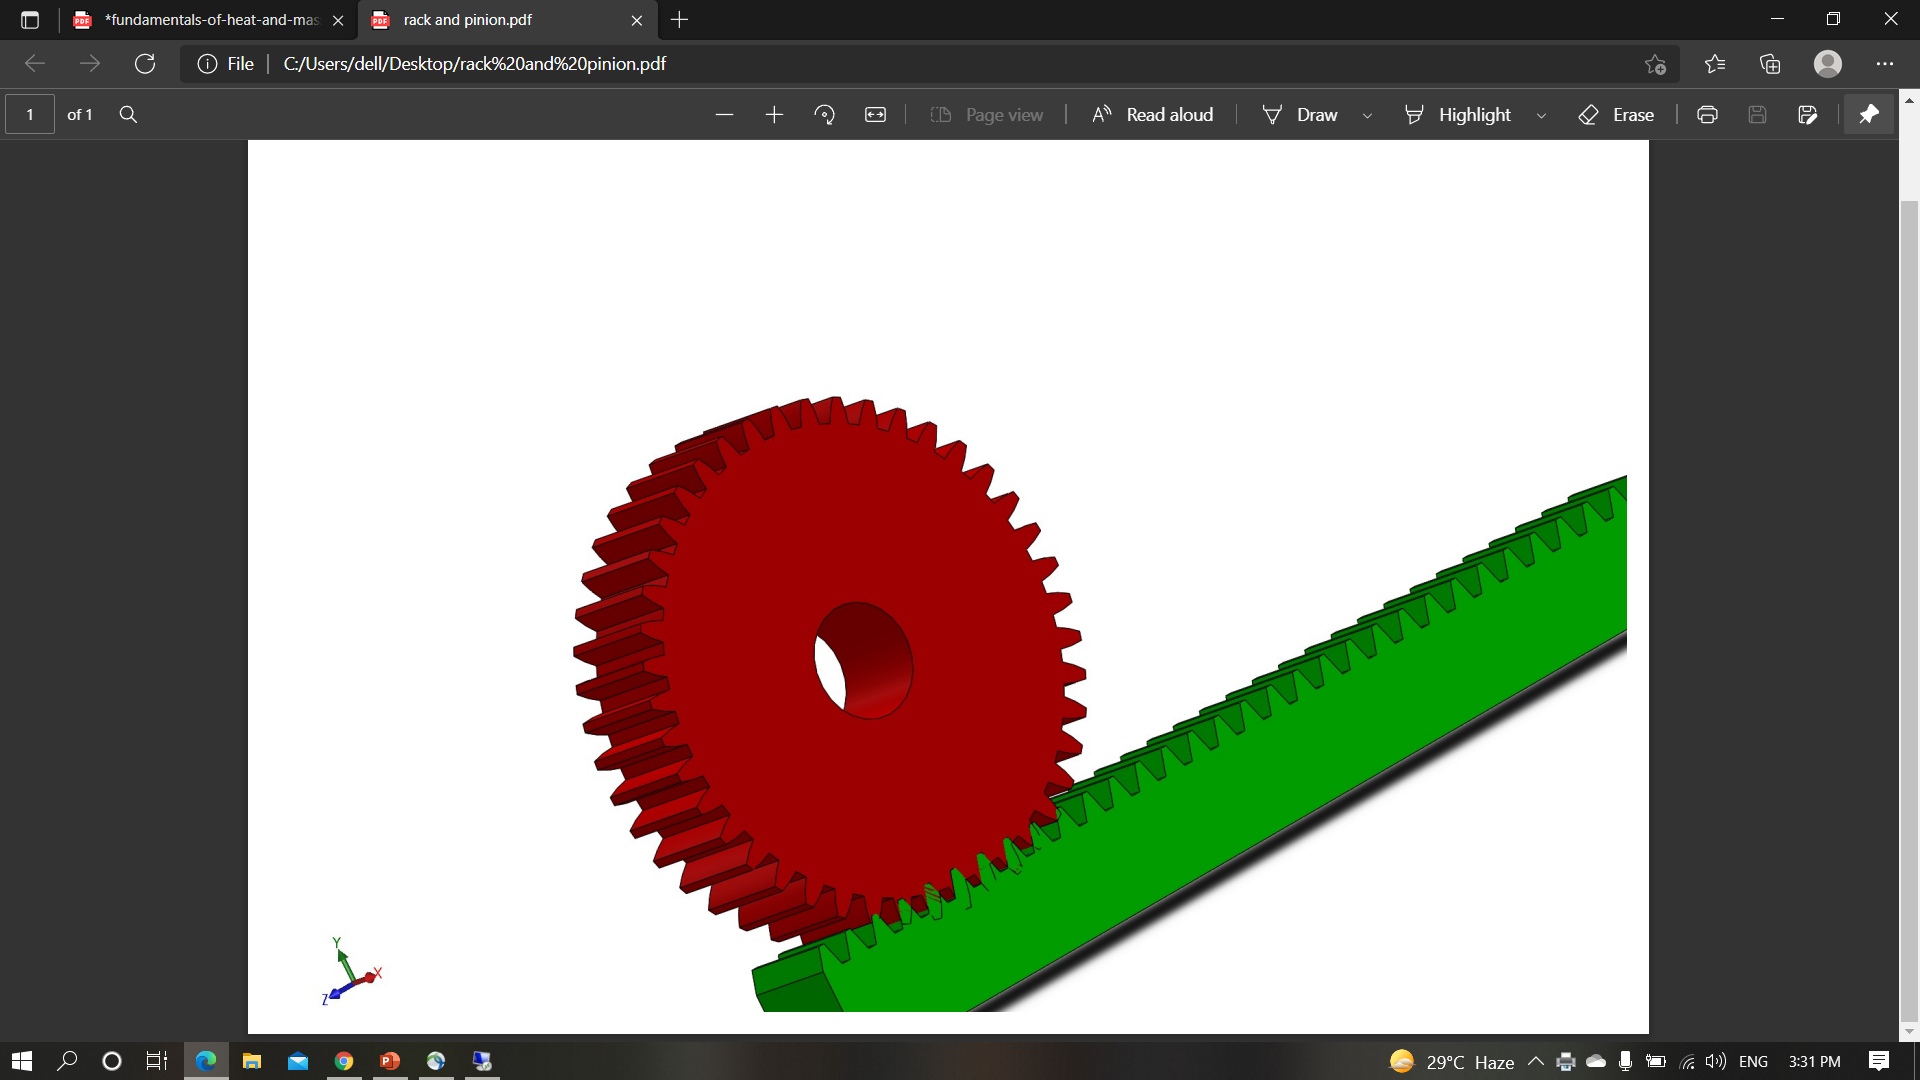 *fundamentals-of-heat-and-mas
rack and pinion.pdf
File
C:/Users/dell/Desktop/rack%20and%20pinion.pdf
1 of 1
Page view
Read aloud
Draw
Highlight
Erase
Y
X
Z
29°C Haze
ENG
3:31 PM